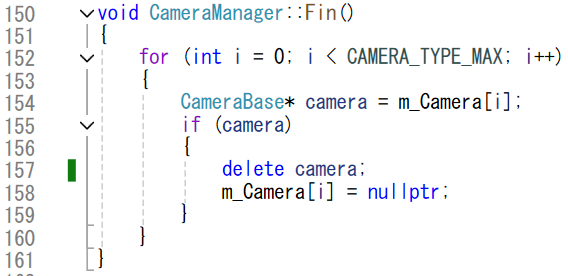 150 void CameraManager::Fin()
151 {
152 for (int i = 0; i < CAMERA_TYPE_MAX; i++)
153 {
154 CameraBase* camera = m_Camera[i];
155 if (camera)
156 {
157 delete camera;
158 m_Camera[i] = nullptr;
159 }
160 }
161 }